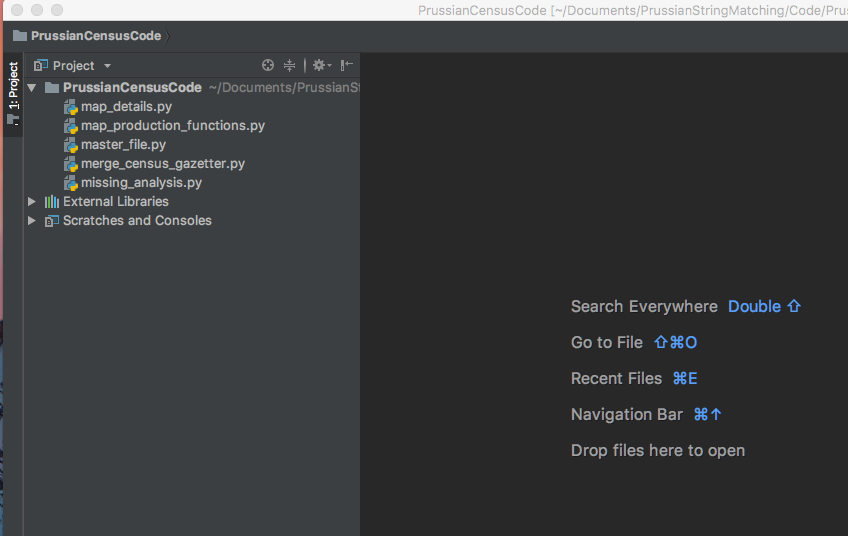 PrussianCensusCode [~/Documents/PrussianStringMatching/Code/Prus
PrussianCensusCode
1: Project
Project
PrussianCensusCode ~/Documents/PrussianS
map_details.py
map_production_functions.py
master_file.py
merge_census_gazetter.py
missing_analysis.py
External Libraries
Scratches and Consoles
Search Everywhere Double ⇧
Go to File ⇧⌘O
Recent Files ⌘E
Navigation Bar ⌘↑
Drop files here to open